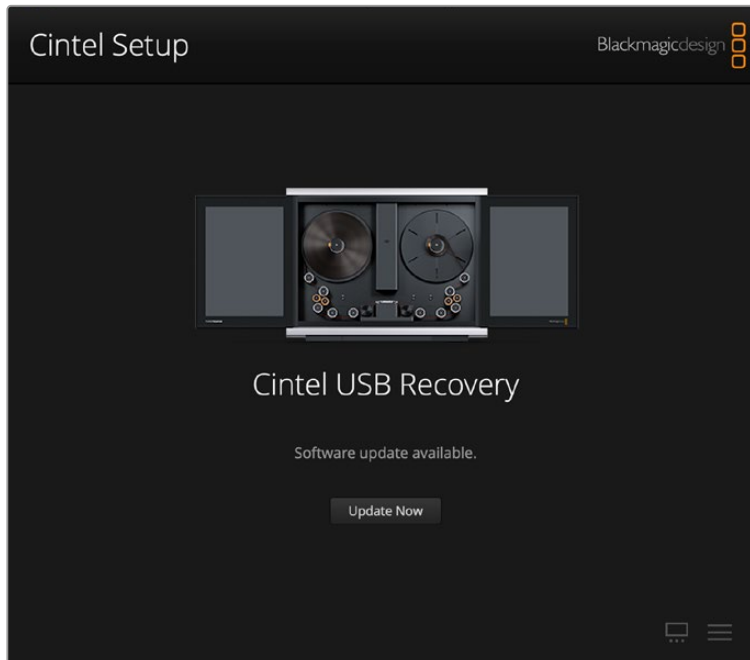 Cintel Setup
Blackmagicdesign
Cintel USB Recovery
Software update available.
Update Now